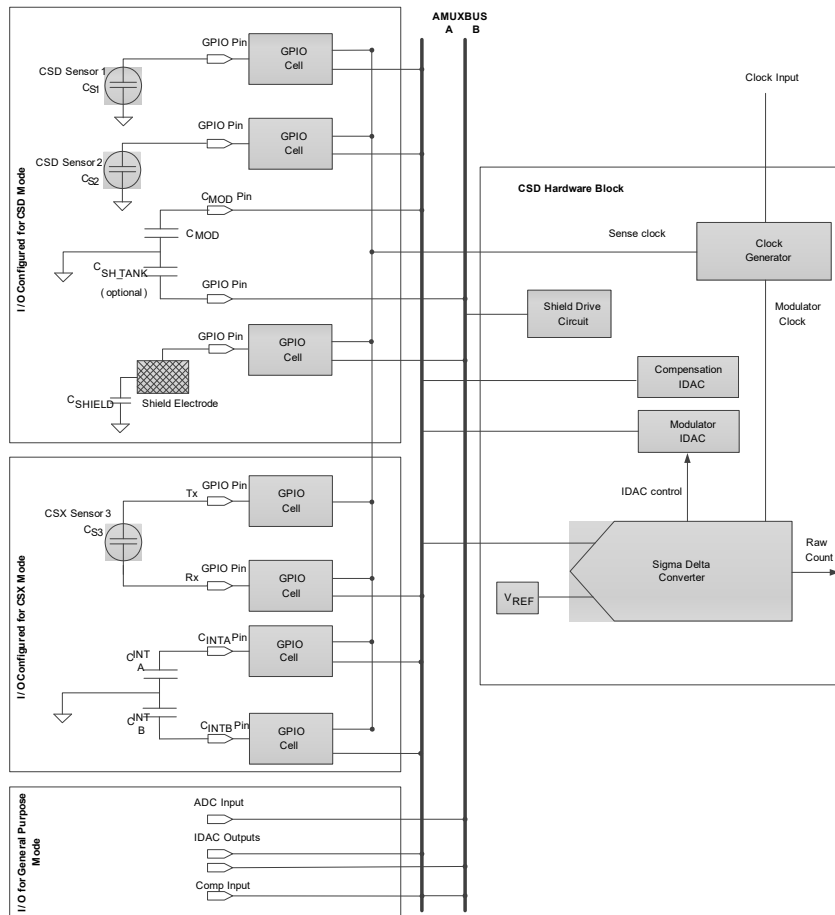 AMUXBUS
A B
I/O Configured for CSD Mode
GPIO Pin
GPIO
Cell
CSD Sensor 1
CS1
GPIO Pin
GPIO
Cell
CSD Sensor 2
CS2
CMOD Pin
CMOD
CSH_TANK
(optional)
GPIO Pin
GPIO Pin
GPIO
Cell
CSHIELD
Shield Electrode
I/O Configured for CSX Mode
GPIO Pin
Tx
GPIO
Cell
CSX Sensor 3
CS3
GPIO Pin
Rx
GPIO
Cell
CINTA Pin
GPIO
Cell
CINT
A
CINT
B
CINTB Pin
GPIO
Cell
I/O for General Purpose
Mode
ADC Input
IDAC Outputs
Comp Input
Clock Input
CSD Hardware Block
Sense clock
Clock
Generator
Modulator
Clock
Shield Drive
Circuit
Compensation
IDAC
Modulator
IDAC
IDAC control
Sigma Delta
Converter
Raw
Count
VREF